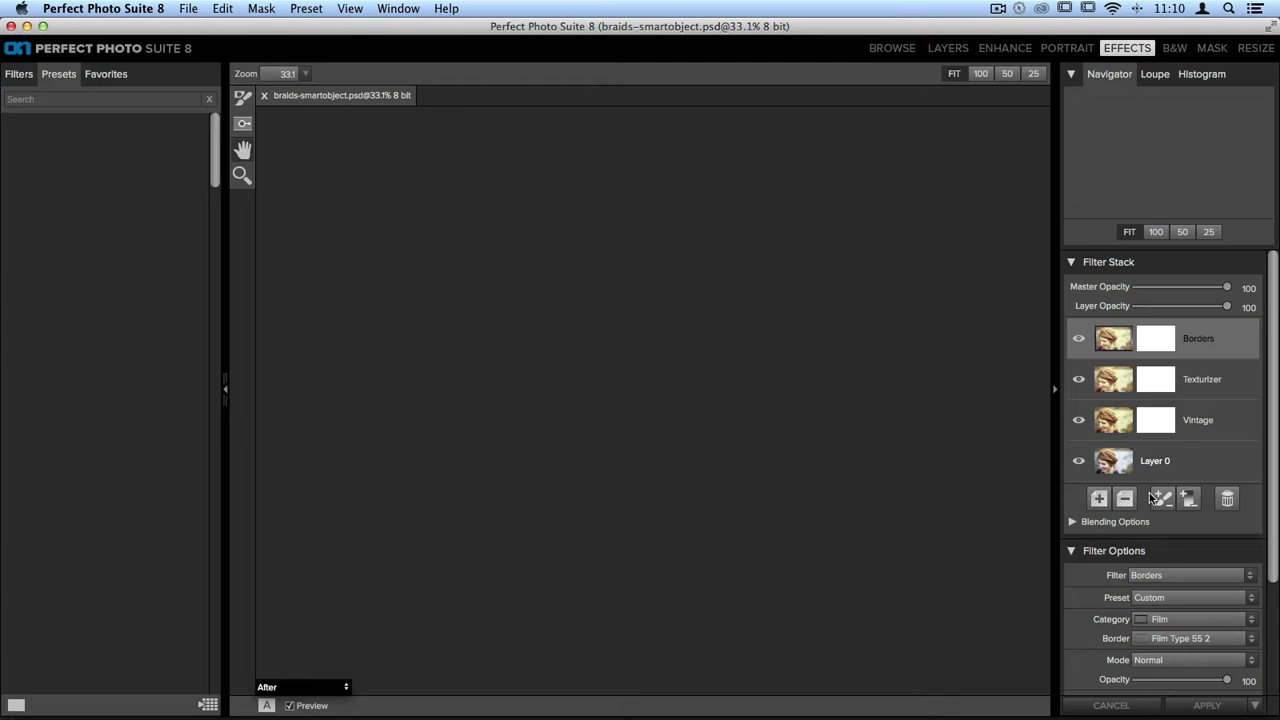 Perfect Photo Suite 8 File Edit Mask Preset View Window Help 11:10
Perfect Photo Suite 8 (braids-smartobject.psd@33.1% 8 bit)
on PERFECT PHOTO SUITE 8 BROWSE LAYERS ENHANCE PORTRAIT EFFECTS B&W MASK RESIZE
Filters Presets Favorites Zoom 33.1 FIT 100 50 25 Navigator Loupe Histogram
Search X
X braids-smartobject.psd@33.1% 8 bit
FIT 100 50 25
Filter Stack
Master Opacity 100
Layer Opacity 100
Borders
Texturizer
Vintage
Layer 0
Blending Options
Filter Options
Filter Borders
Preset Custom
Category Film
Border Film Type 55 2
Mode Normal
Opacity 100
After
A Preview
CANCEL APPLY